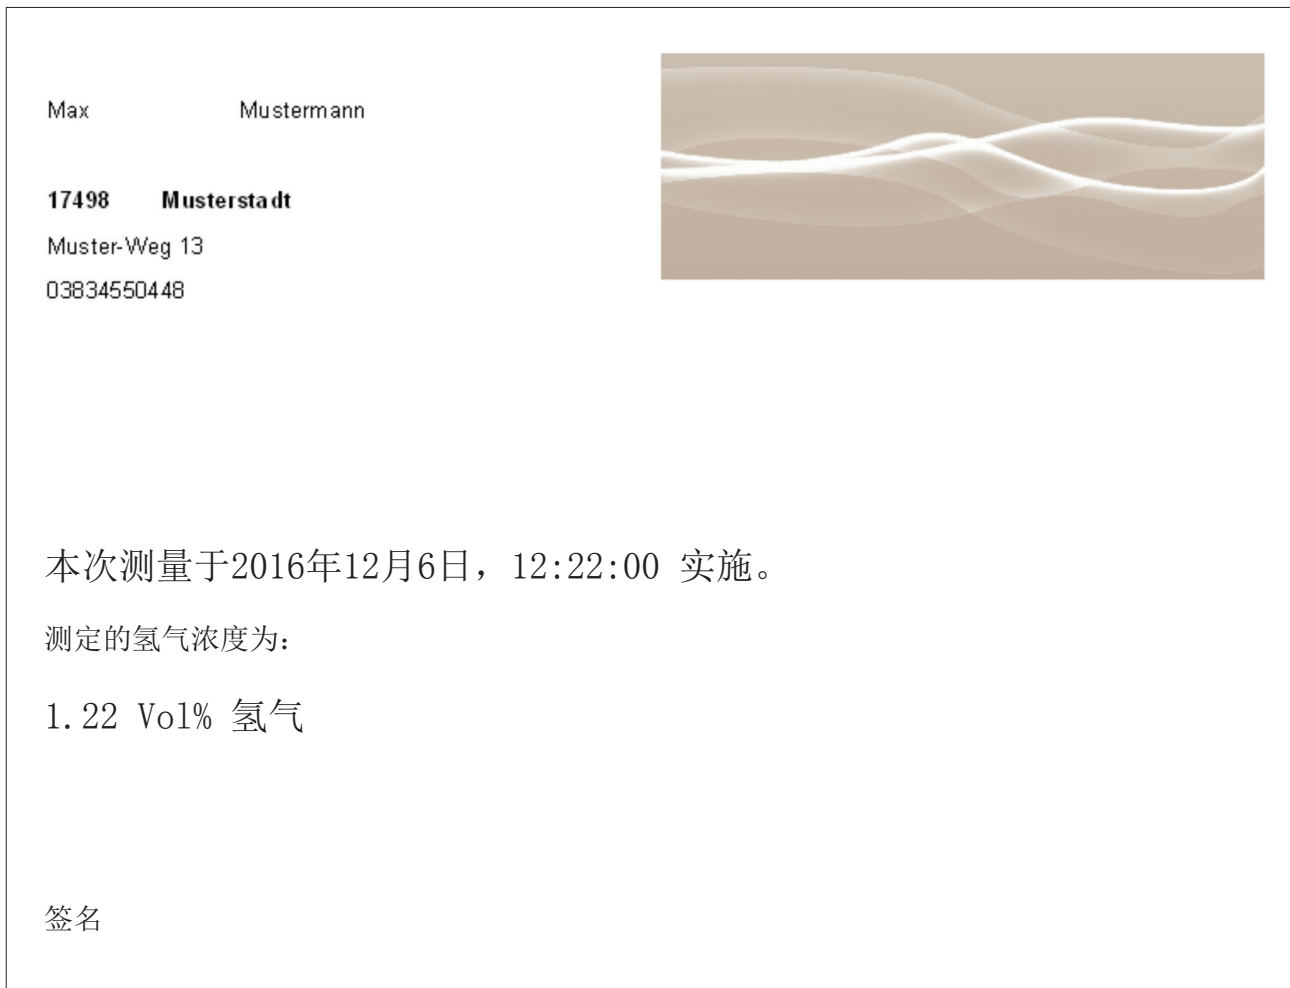 Max Mustermann
17498 Musterstadt
Muster-Weg 13
03834550448
本次测量于2016年12月6日，12:22:00 实施。
测定的氢气浓度为：
1.22 Vol% 氢气
签名